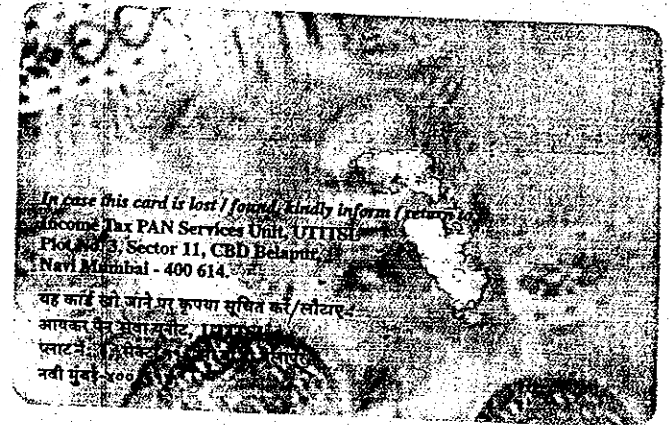 In case this card is lost / found, kindly inform / return to :
Income Tax PAN Services Unit, UTITSL
Plot No. 3, Sector 11, CBD Belapur,
Navi Mumbai - 400 614.
यह कार्ड खो जाने पर कृपया सूचित करें/लौटाए
आयकर पैन सेवा यूनीट,
प्लाट नं:
नवी मुंबई-४००